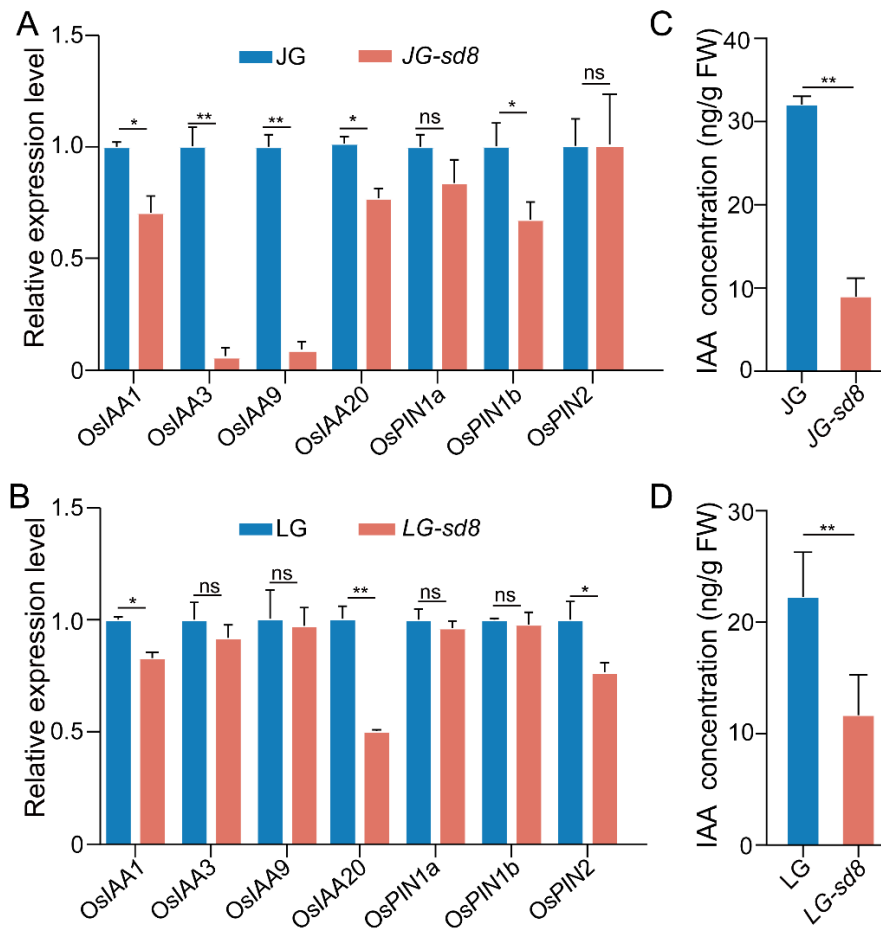 A
Relative expression level
1.5
1.0
0.5
0
JG
JG-sd8
*
**
**
*
ns
*
ns
OsIAA1
OsIAA3
OsIAA9
OsIAA20
OsPIN1a
OsPIN1b
OsPIN2
C
IAA concentration (ng/g FW)
40
30
20
10
0
**
JG
JG-sd8
B
Relative expression level
1.5
1.0
0.5
0
LG
LG-sd8
*
ns
ns
**
ns
ns
*
OsIAA1
OsIAA3
OsIAA9
OsIAA20
OsPIN1a
OsPIN1b
OsPIN2
D
IAA concentration (ng/g FW)
30
20
10
0
**
LG
LG-sd8